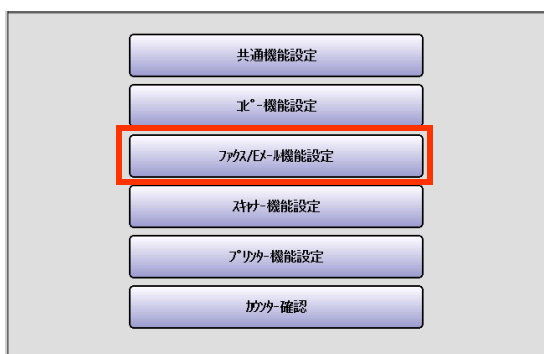 共通機能設定
ｺﾋﾟｰ機能設定
ﾌｧｸｽ/Eﾒｰﾙ機能設定
ｽｷｬﾅｰ機能設定
ﾌﾟﾘﾝﾀｰ機能設定
ｶｳﾝﾀｰ確認